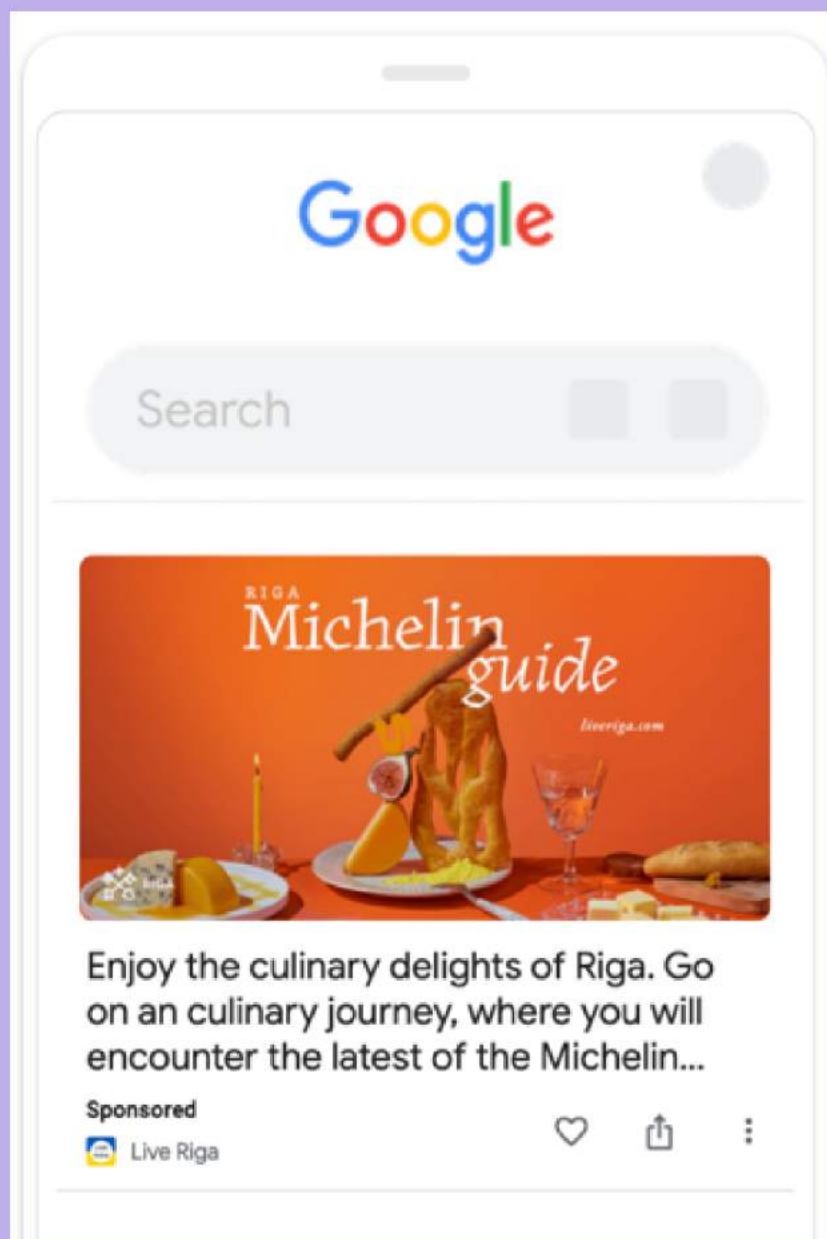 Google
Search
RIGA
Michelin
guide
liveriga.com
RIGA
Enjoy the culinary delights of Riga. Go
on an culinary journey, where you will
encounter the latest of the Michelin...
Sponsored
Live Riga